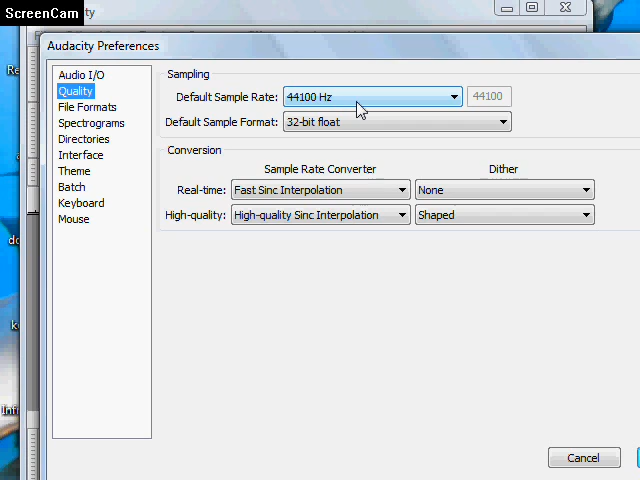 ScreenCam
ity
Audacity Preferences
Audio I/O
Quality
File Formats
Spectrograms
Directories
Interface
Theme
Batch
Keyboard
Mouse
Sampling
Default Sample Rate: 44100 Hz 44100
Default Sample Format: 32-bit float
Conversion
Sample Rate Converter Dither
Real-time: Fast Sinc Interpolation None
High-quality: High-quality Sinc Interpolation Shaped
Cancel